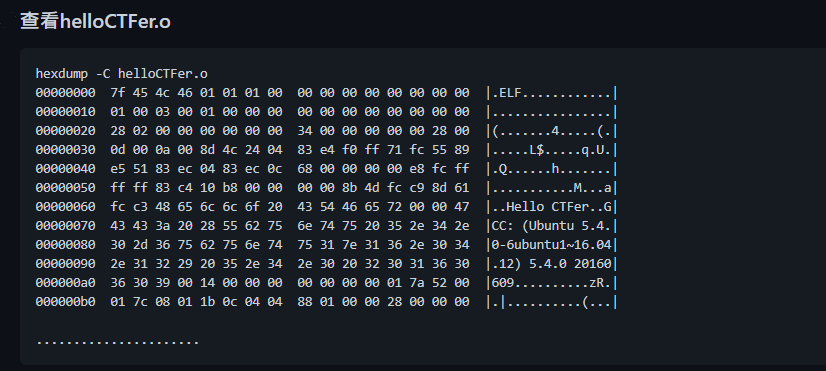 查看helloCTFer.o
hexdump -C helloCTFer.o
00000000  7f 45 4c 46 01 01 01 00  00 00 00 00 00 00 00 00  |.ELF............|
00000010  01 00 03 00 01 00 00 00  00 00 00 00 00 00 00 00  |................|
00000020  28 02 00 00 00 00 00 00  34 00 00 00 00 00 28 00  |(.......4.....(.|
00000030  0d 00 0a 00 8d 4c 24 04  83 e4 f0 ff 71 fc 55 89  |.....L$.....q.U.|
00000040  e5 51 83 ec 04 83 ec 0c  68 00 00 00 00 e8 fc ff  |.Q......h.......|
00000050  ff ff 83 c4 10 b8 00 00  00 00 8b 4d fc c9 8d 61  |...........M...a|
00000060  fc c3 48 65 6c 6c 6f 20  43 54 46 65 72 00 00 47  |..Hello CTFer..G|
00000070  43 43 3a 20 28 55 62 75  6e 74 75 20 35 2e 34 2e  |CC: (Ubuntu 5.4.|
00000080  30 2d 36 75 62 75 6e 74  75 31 7e 31 36 2e 30 34  |0-6ubuntu1~16.04|
00000090  2e 31 32 29 20 35 2e 34  2e 30 20 32 30 31 36 30  |.12) 5.4.0 20160|
000000a0  36 30 39 00 14 00 00 00  00 00 00 00 01 7a 52 00  |609..........zR.|
000000b0  01 7c 08 01 1b 0c 04 04  88 01 00 00 28 00 00 00  |.|..........(...|
......................